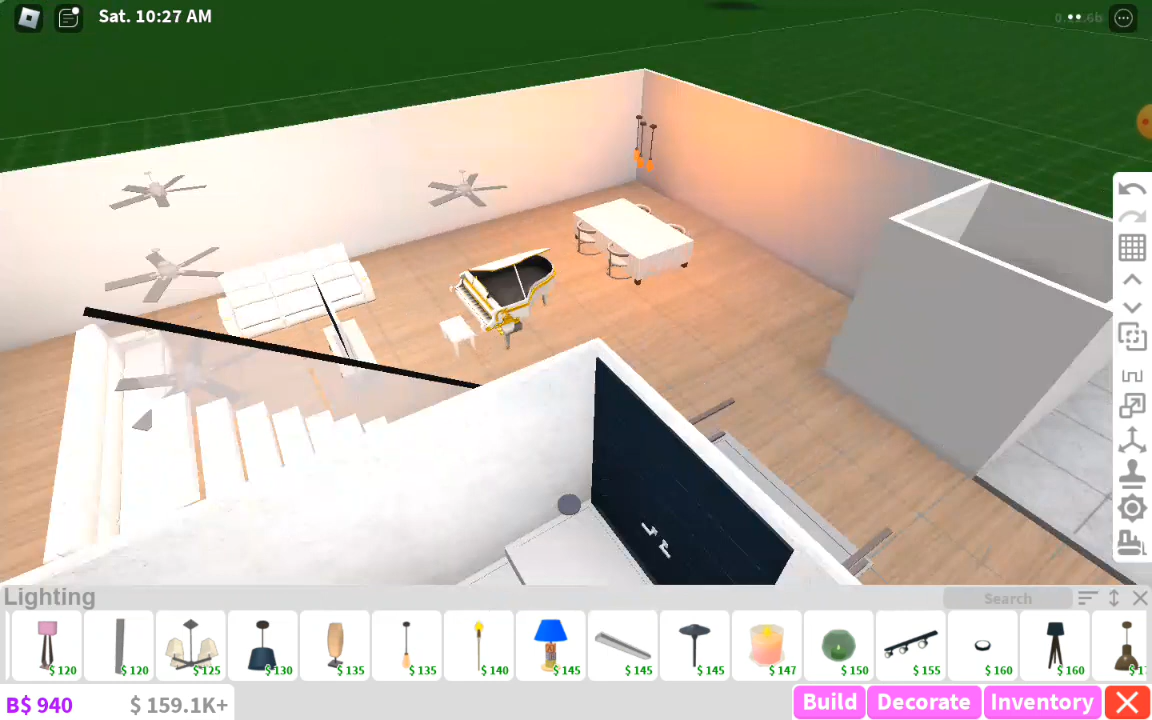 Sat. 10:27 AM
Lighting
Search
$ 120
$ 120
$ 125
$ 130
$ 135
$ 135
$ 140
$ 145
$ 145
$ 145
$ 147
$ 150
$ 155
$ 160
$ 160
B$ 940
$ 159.1K+
Build
Decorate
Inventory